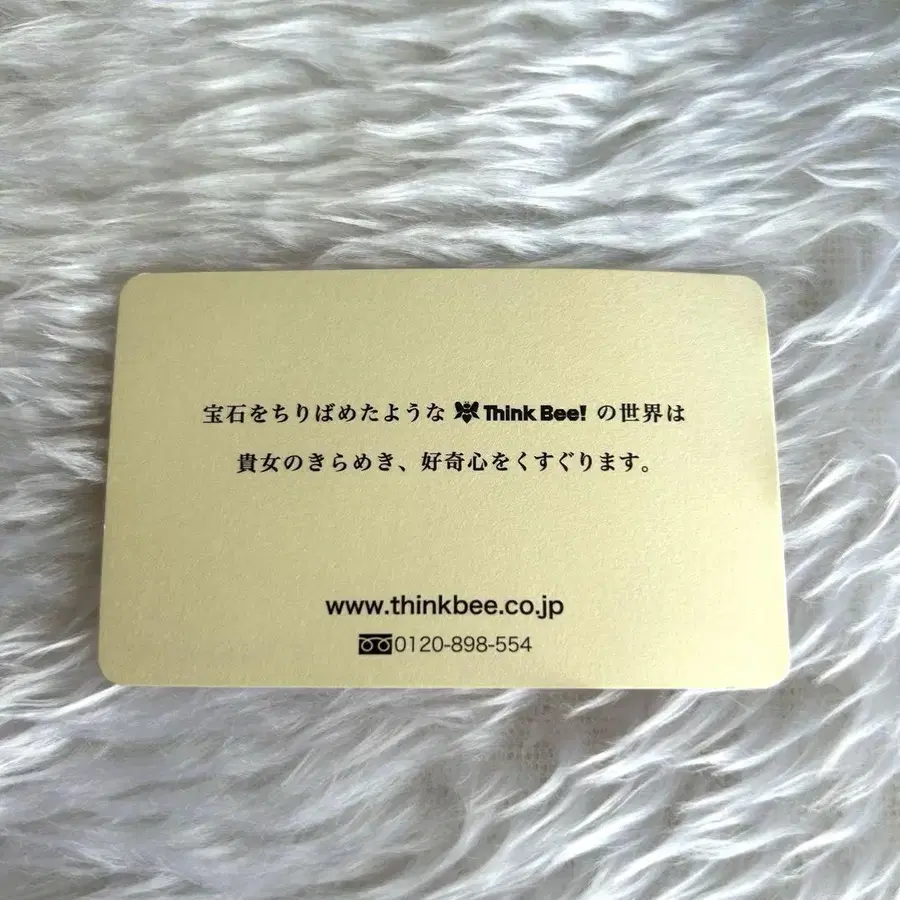 宝石をちりばめたような Think Bee! の世界は
貴女のきらめき、好奇心をくすぐります。
www.thinkbee.co.jp
0120-898-554